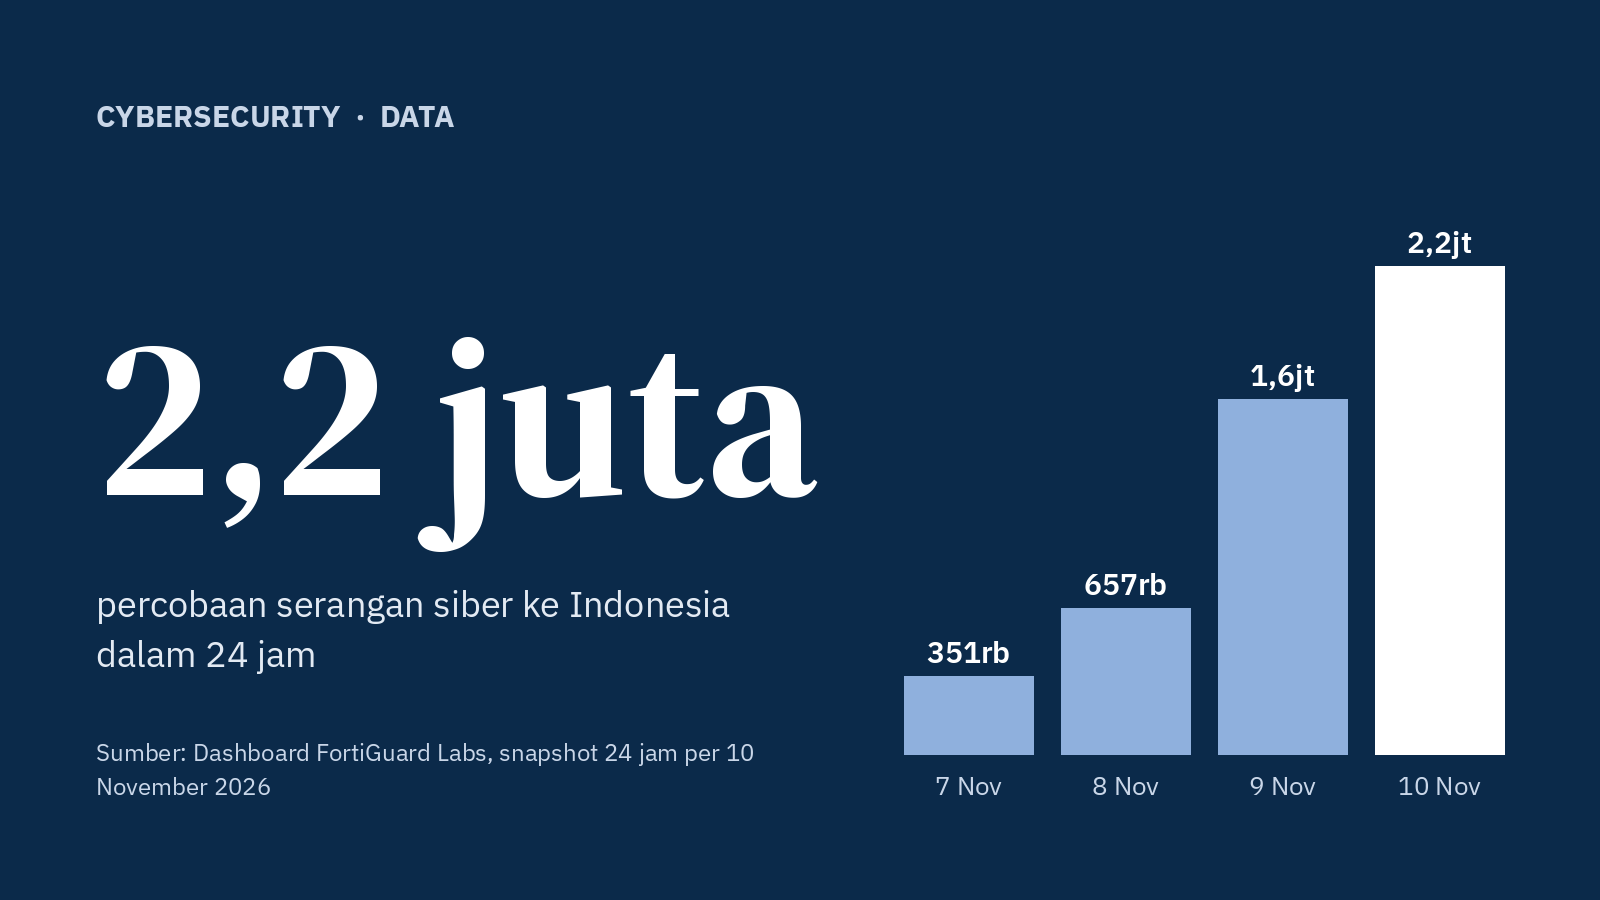 CYBERSECURITY · DATA
2,2 juta
percobaan serangan siber ke Indonesia
dalam 24 jam
Sumber: Dashboard FortiGuard Labs, snapshot 24 jam per 10
November 2026
351rb
657rb
1,6jt
2,2jt
7 Nov
8 Nov
9 Nov
10 Nov